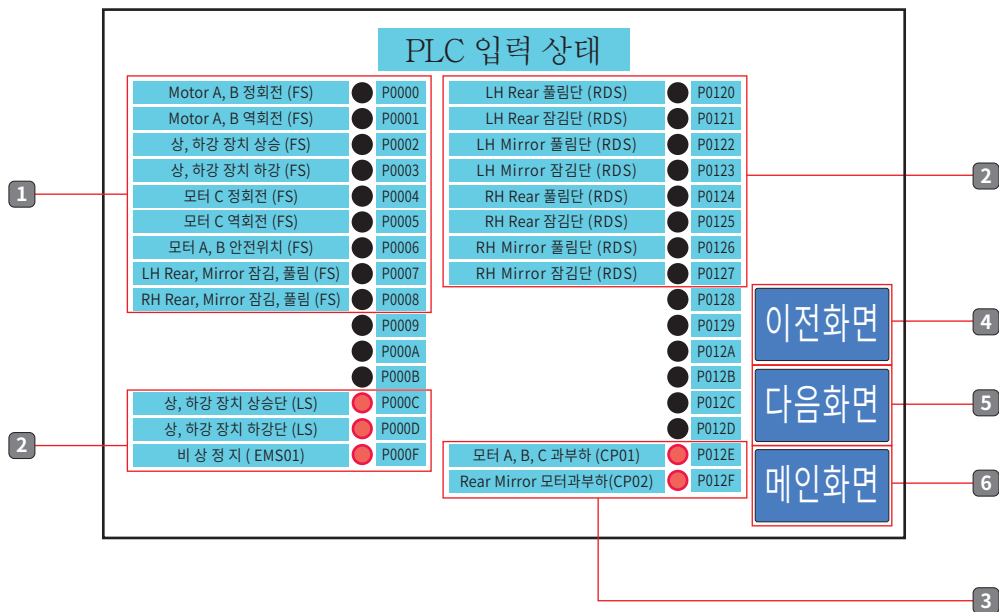 PLC 입력 상태
Motor A, B 정회전 (FS) P0000
Motor A, B 역회전 (FS) P0001
상, 하강 장치 상승 (FS) P0002
상, 하강 장치 하강 (FS) P0003
모터 C 정회전 (FS) P0004
모터 C 역회전 (FS) P0005
모터 A, B 안전위치 (FS) P0006
LH Rear, Mirror 잠김, 풀림 (FS) P0007
RH Rear, Mirror 잠김, 풀림 (FS) P0008
P0009
P000A
P000B
상, 하강 장치 상승단 (LS) P000C
상, 하강 장치 하강단 (LS) P000D
비 상 정 지 ( EMS01) P000F
1
2
LH Rear 풀림단 (RDS) P0120
LH Rear 잠김단 (RDS) P0121
LH Mirror 풀림단 (RDS) P0122
LH Mirror 잠김단 (RDS) P0123
RH Rear 풀림단 (RDS) P0124
RH Rear 잠김단 (RDS) P0125
RH Mirror 풀림단 (RDS) P0126
RH Mirror 잠김단 (RDS) P0127
P0128
P0129
P012A
P012B
P012C
P012D
모터 A, B, C 과부하 (CP01) P012E
Rear Mirror 모터과부하(CP02) P012F
2
이전화면
4
다음화면
5
메인화면
6
3